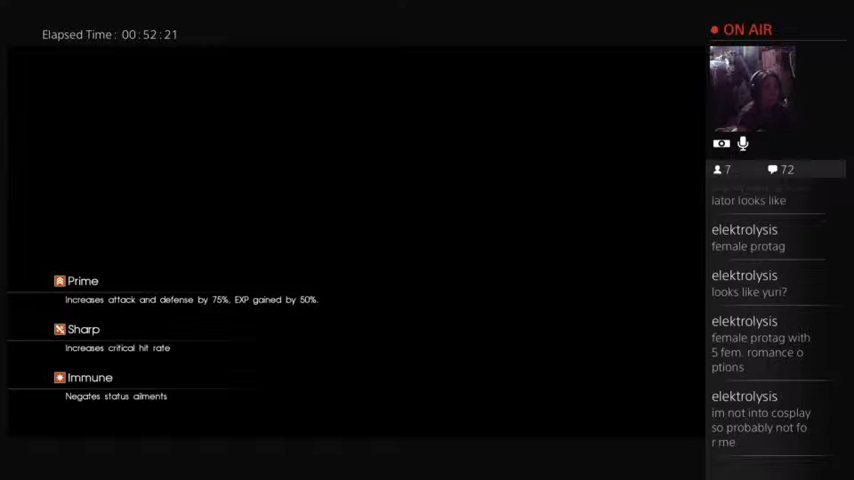 Elapsed Time: 00:52:21
ON AIR
7 72
lator looks like
elektrolysis
female protag
elektrolysis
looks like yuri?
elektrolysis
female protag with
5 fem. romance o
ptions
elektrolysis
im not into cosplay
so probably not fo
r me
Prime
Increases attack and defense by 75%, EXP gained by 50%.
Sharp
Increases critical hit rate
Immune
Negates status ailments